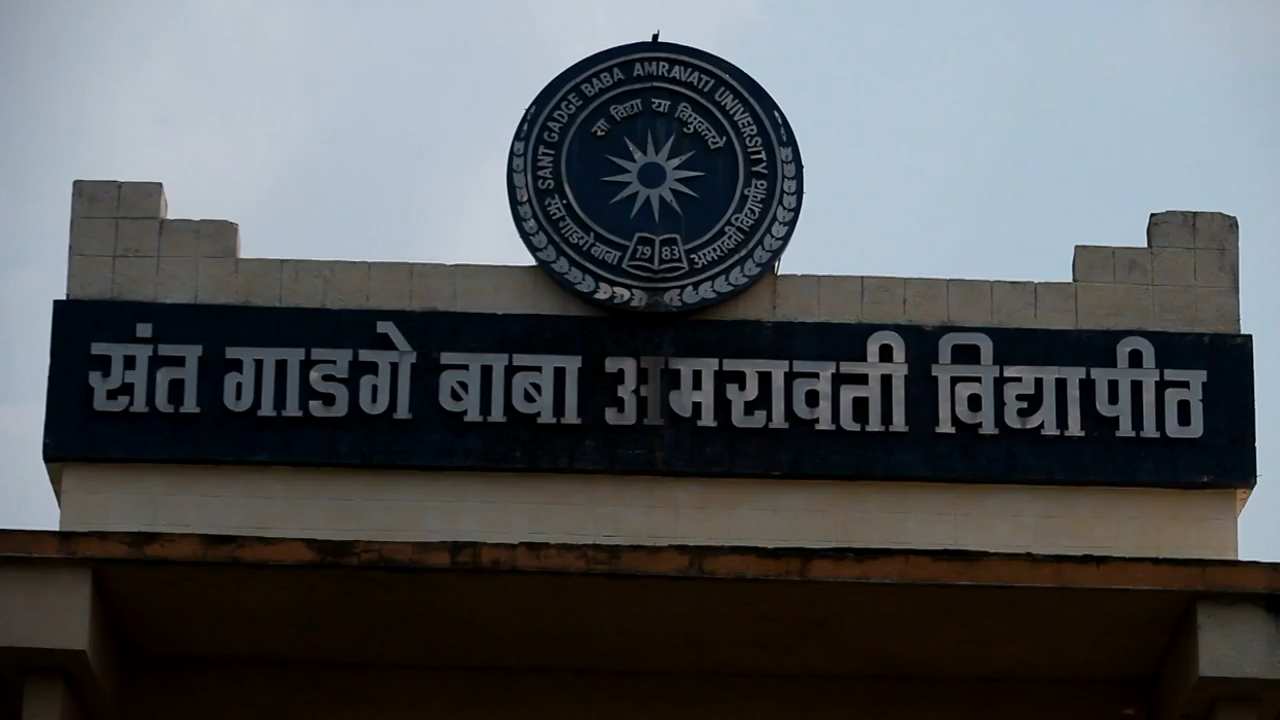 SANT GADGE BABA AMRAVATI UNIVERSITY
सा विद्या या विमुक्तये
संत गाडगे बाबा अमरावती विद्यापीठ
1983
संत गाडगे बाबा अमरावती विद्यापीठ